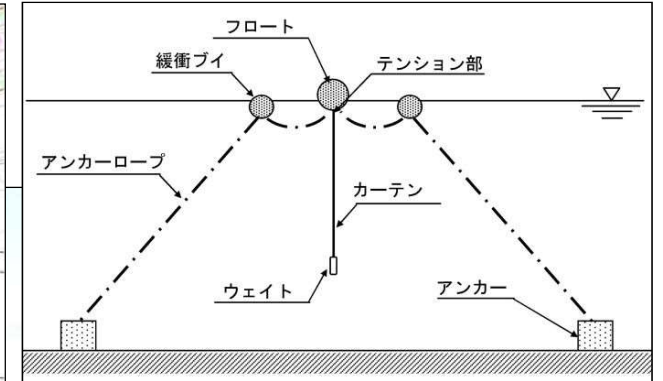 フロート
緩衝ブイ
テンション部
アンカーロープ
カーテン
ウェイト
アンカー